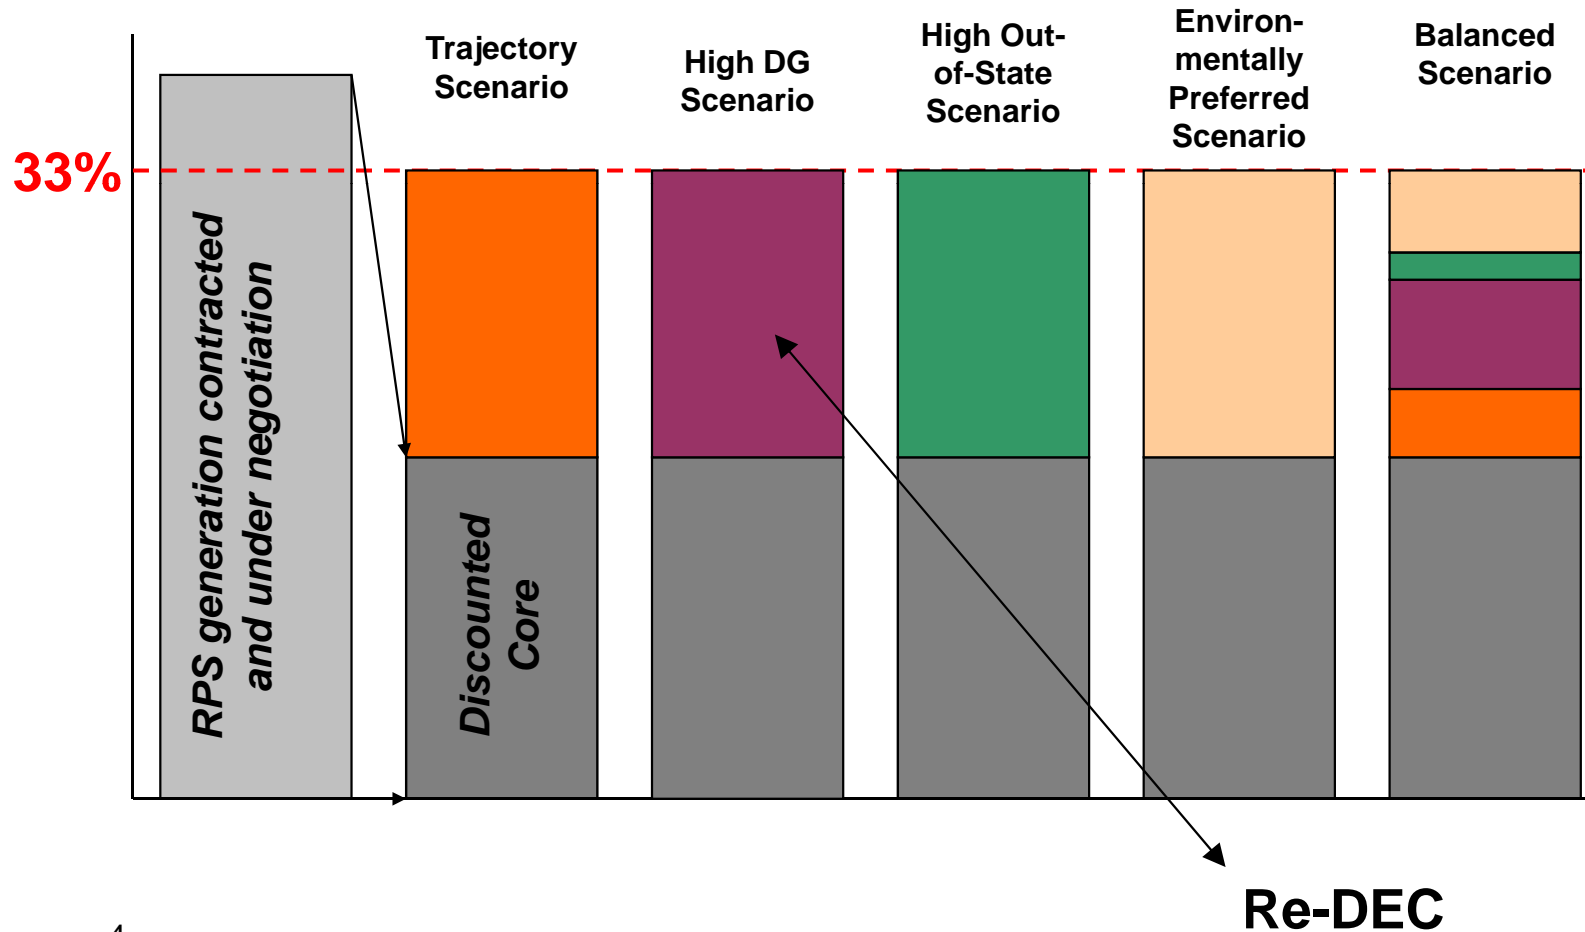 Trajectory
Scenario
High DG
Scenario
High Out-
of-State
Scenario
Environ-
mentally
Preferred
Scenario
Balanced
Scenario
33%
RPS generation contracted
and under negotiation
Discounted
Core
Re-DEC
4